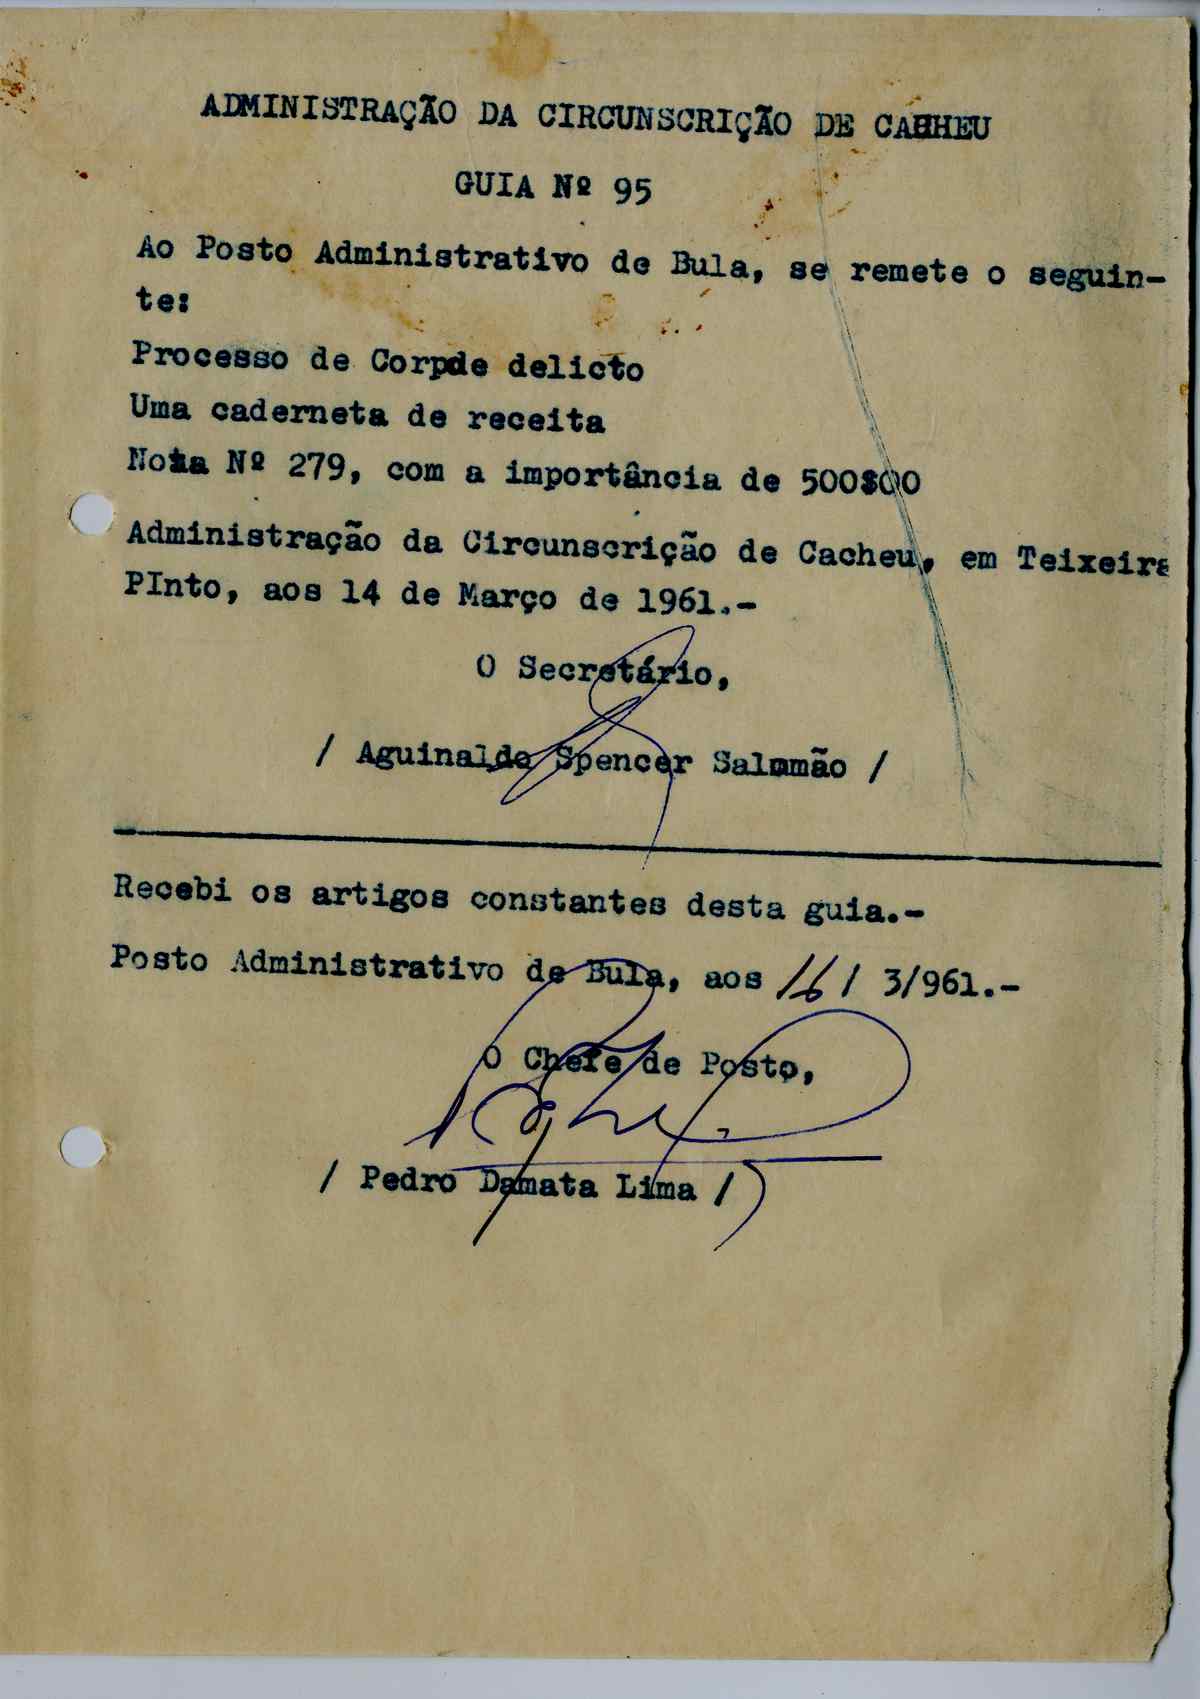 ADMINISTRAÇÃO DA CIRCUNSCRIÇÃO DE CAHHEU
GUIA Nº 95
Ao Posto Administrativo de Bula, se remete o seguin-
te:
Processo de Corpde delicto
Uma caderneta de receita
Nota Nº 279, com a importância de 500$00
Administração da Circunscrição de Cacheu, em Teixeira
PInto, aos 14 de Março de 1961.-
O Secretário,
/ Aguinaldo Spencer Salomão /
Recebi os artigos constantes desta guia.-
Posto Administrativo de Bula, aos 16 / 3/961.-
O Chefe de Posto,
/ Pedro Damata Lima /